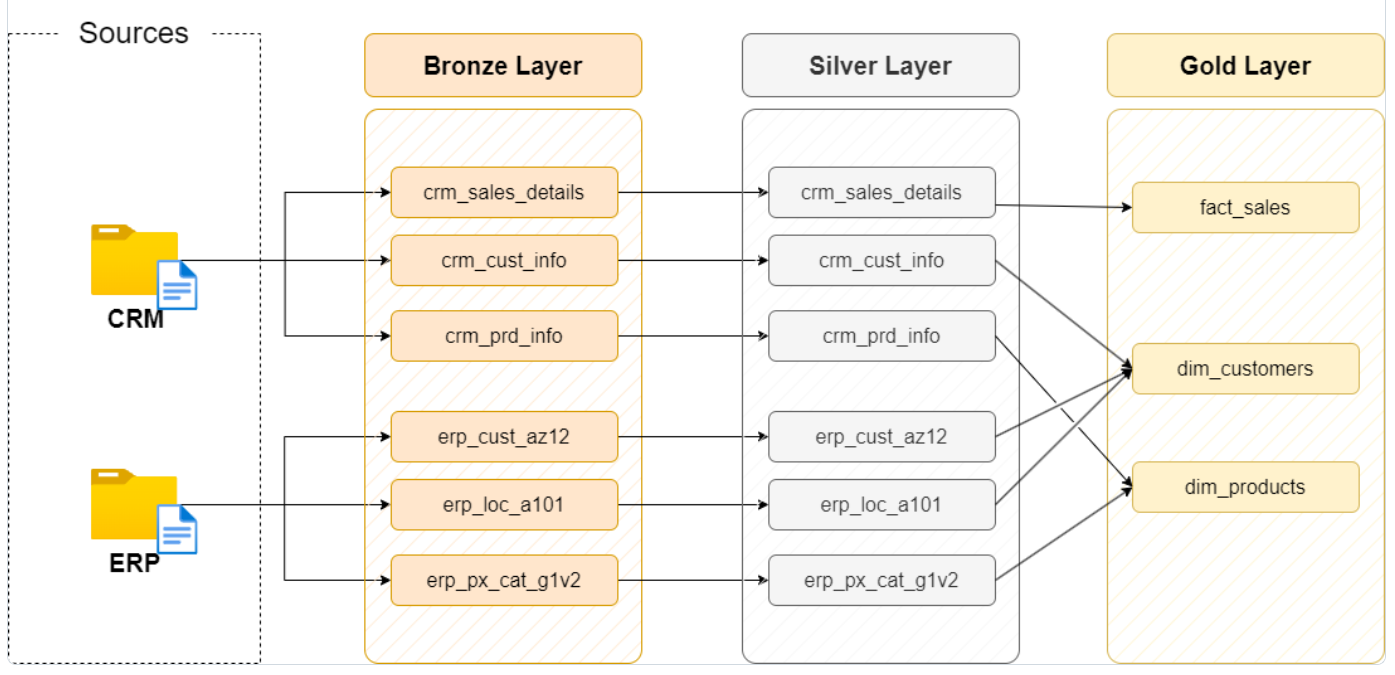 Sources
Bronze Layer
Silver Layer
Gold Layer
CRM
ERP
crm_sales_details
crm_cust_info
crm_prd_info
erp_cust_az12
erp_loc_a101
erp_px_cat_g1v2
crm_sales_details
crm_cust_info
crm_prd_info
erp_cust_az12
erp_loc_a101
erp_px_cat_g1v2
fact_sales
dim_customers
dim_products